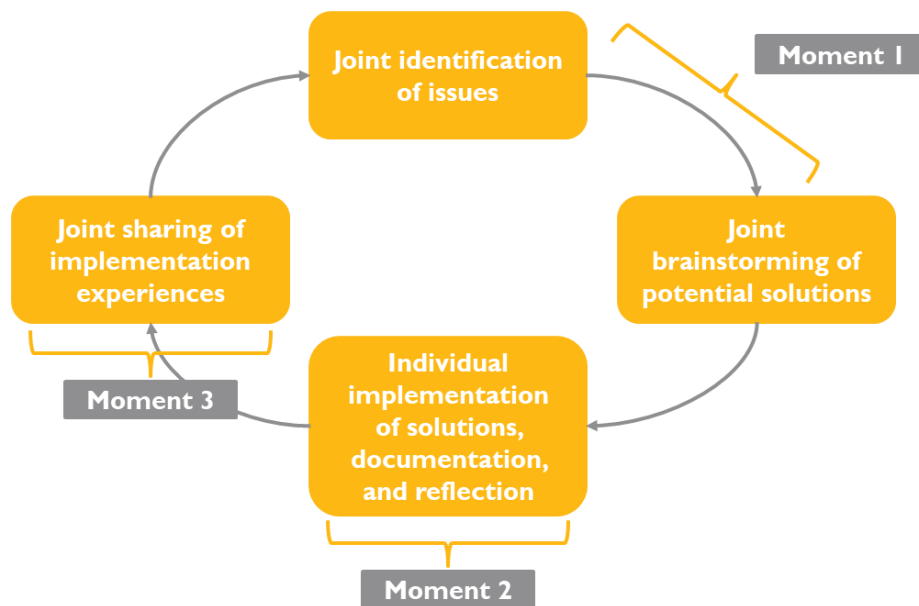 Joint identification
of issues
Moment 1
Joint
brainstorming of
potential solutions
Individual
implementation
of solutions,
documentation,
and reflection
Moment 2
Joint sharing of
implementation
experiences
Moment 3